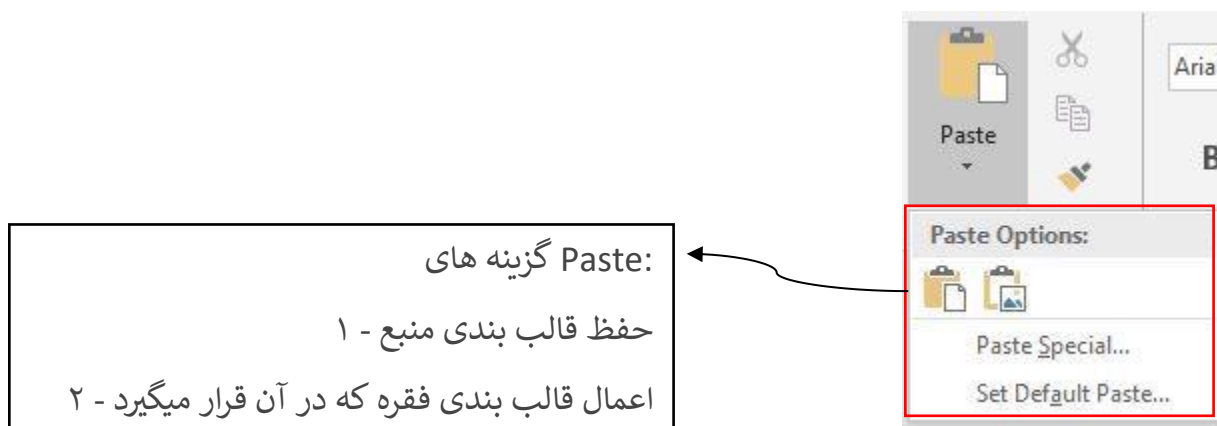 Paste
Aria
B
Paste Options:
Paste Special...
Set Default Paste...
گزینه های Paste:
حفظ قالب بندی منبع - ۱
اعمال قالب بندی فقره که در آن قرار میگیرد - ۲